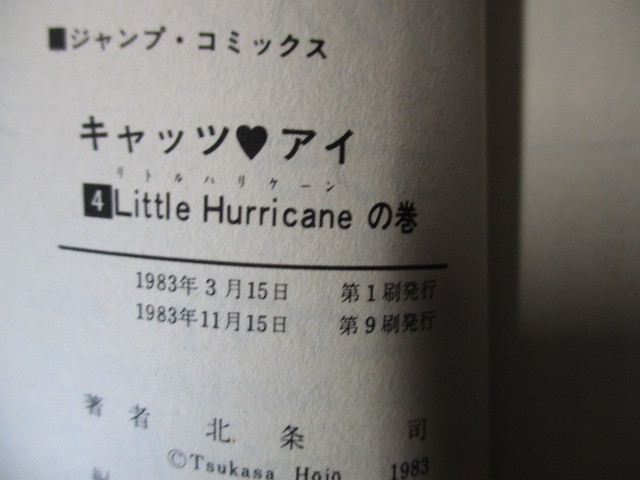 ■ジャンプ・コミックス
キャッツ♥アイ
リトルハリケーン
4 Little Hurricane の巻
1983年3月15日 第1刷発行
1983年11月15日 第9刷発行
著者 北条 司
©Tsukasa Hojo 1983
編